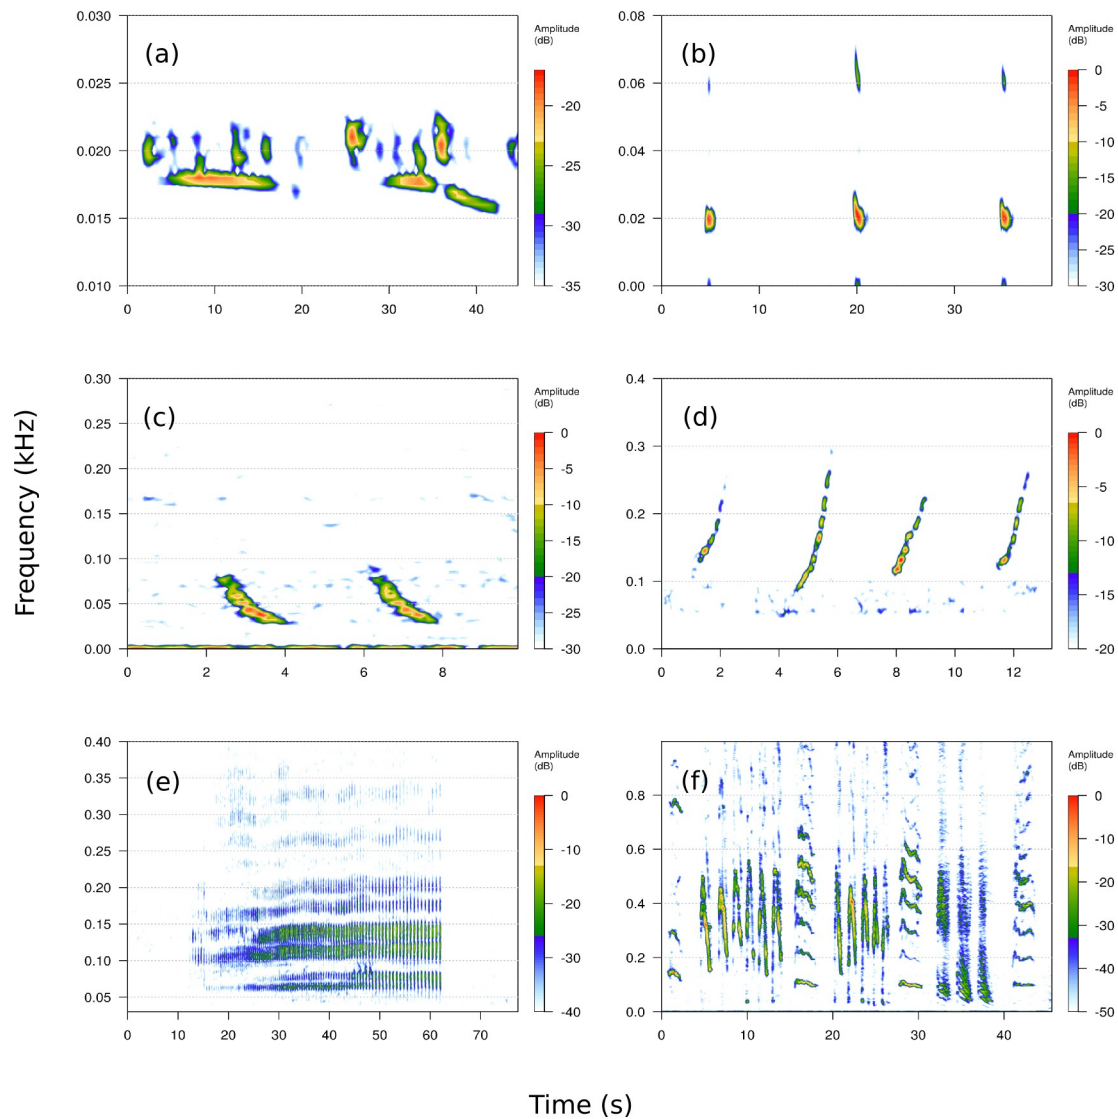 (a)
Amplitude
(dB)
0.030
0.025
0.020
0.015
0.010
-20
-25
-30
-35
0 10 20 30 40
(b)
Amplitude
(dB)
0.08
0.06
0.04
0.02
0.00
0
-5
-10
-15
-20
-25
-30
0 10 20 30
(c)
Amplitude
(dB)
0.30
0.25
0.20
0.15
0.10
0.05
0.00
0
-5
-10
-15
-20
-25
-30
2 4 6 8
(d)
Amplitude
(dB)
0.4
0.3
0.2
0.1
0.0
0
-5
-10
-15
-20
0 2 4 6 8 10 12
Frequency (kHz)
(e)
Amplitude
(dB)
0.40
0.35
0.30
0.25
0.20
0.15
0.10
0.05
0
-10
-20
-30
-40
0 10 20 30 40 50 60 70
(f)
Amplitude
(dB)
0.8
0.6
0.4
0.2
0.0
0
-10
-20
-30
-40
-50
0 10 20 30 40
Time (s)